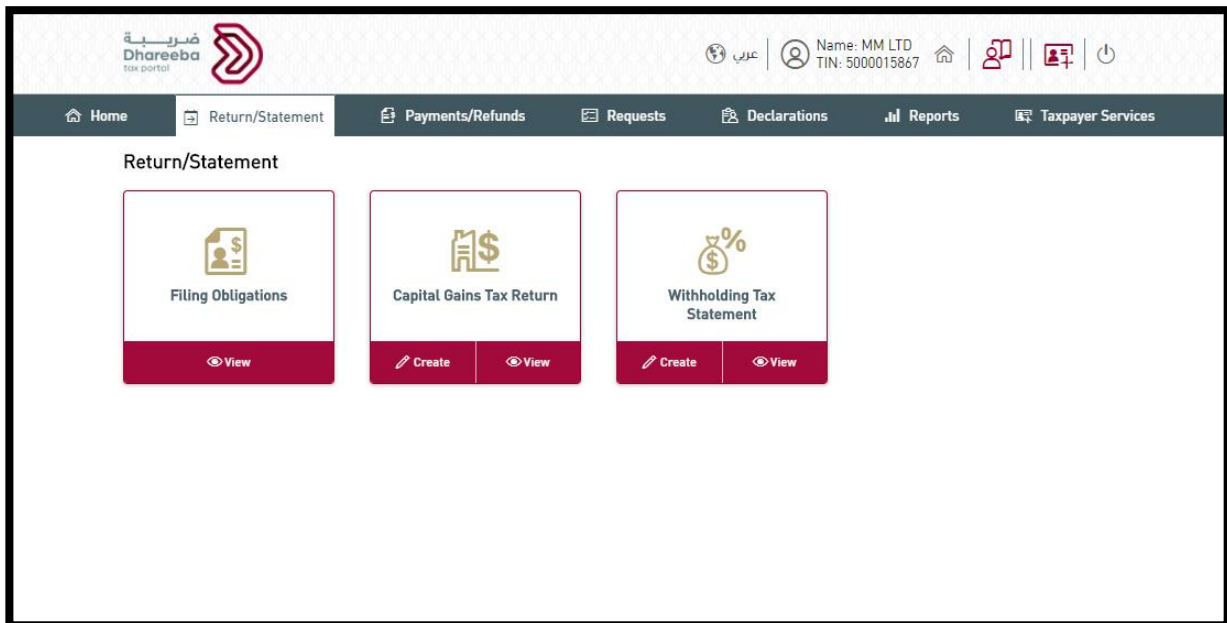 ضريبة
Dhareeba
tax portal
عربي
Name: MM LTD
TIN: 5000015867
Home
Return/Statement
Payments/Refunds
Requests
Declarations
Reports
Taxpayer Services
Return/Statement
Filing Obligations
View
$
Capital Gains Tax Return
Create
View
$ %
Withholding Tax
Statement
Create
View